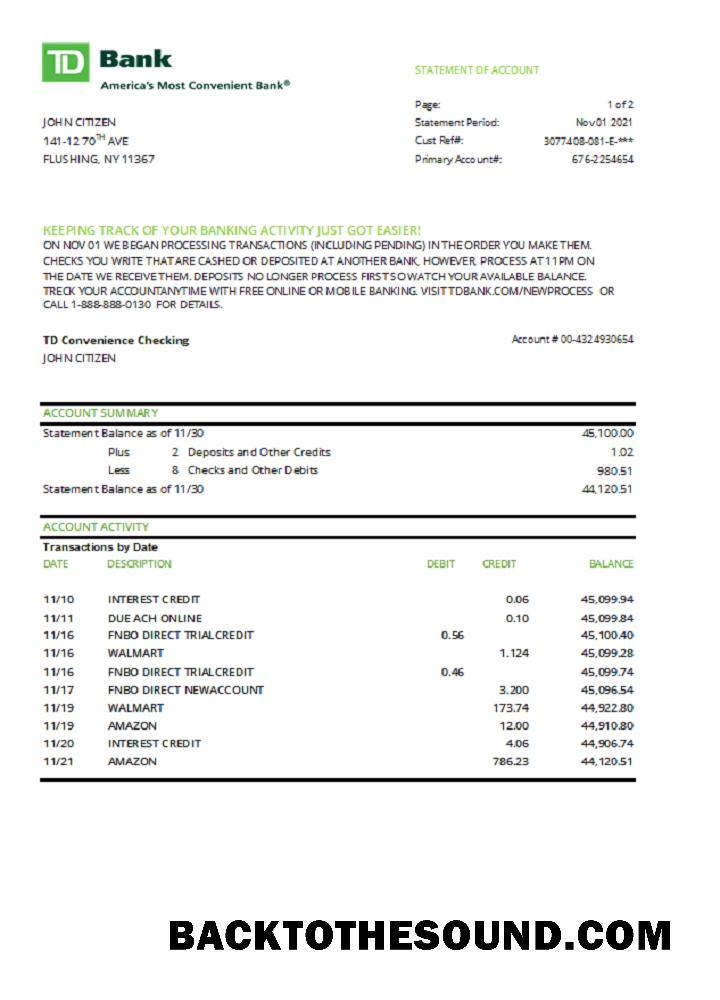 TD Bank
America's Most Convenient Bank®
STATEMENT OF ACCOUNT
Page: 1 of 2
JOHN CITIZEN Statement Period: Nov 01 2021
141-12 70TH AVE Cust Ref#: 3077408-081-E-***
FLUSHING, NY 11367 Primary Account#: 676-2254654
KEEPING TRACK OF YOUR BANKING ACTIVITY JUST GOT EASIER!
ON NOV 01 WE BEGAN PROCESSING TRANSACTIONS (INCLUDING PENDING) IN THE ORDER YOU MAKE THEM.
CHECKS YOU WRITE THAT ARE CASHED OR DEPOSITED AT ANOTHER BANK, HOWEVER, PROCESS AT 11 PM ON
THE DATE WE RECEIVE THEM. DEPOSITS NO LONGER PROCESS FIRST SO WATCH YOUR AVAILABLE BALANCE.
TRECK YOUR ACCOUNTANYTIME WITH FREE ONLINE OR MOBILE BANKING. VISIT TDBANK.COM/NEWPROCESS OR
CALL 1-888-888-0130 FOR DETAILS.
TD Convenience Checking Account # 00-4324930654
JOHN CITIZEN
ACCOUNT SUMMARY
Statement Balance as of 11/30 45,100.00
Plus 2 Deposits and Other Credits 1.02
Less 8 Checks and Other Debits 980.51
Statement Balance as of 11/30 44,120.51
ACCOUNT ACTIVITY
Transactions by Date
DATE DESCRIPTION DEBIT CREDIT BALANCE
11/10 INTEREST CREDIT 0.06 45,099.94
11/11 DUE ACH ONLINE 0.10 45,099.84
11/16 FNBO DIRECT TRIALCREDIT 0.56 45,100.40
11/16 WALMART 1.124 45,099.28
11/16 FNBO DIRECT TRIALCREDIT 0.46 45,099.74
11/17 FNBO DIRECT NEWACCOUNT 3.200 45,096.54
11/19 WALMART 173.74 44,922.80
11/19 AMAZON 12.00 44,910.80
11/20 INTEREST CREDIT 4.06 44,906.74
11/21 AMAZON 786.23 44,120.51
BACKTOTHESOUND.COM